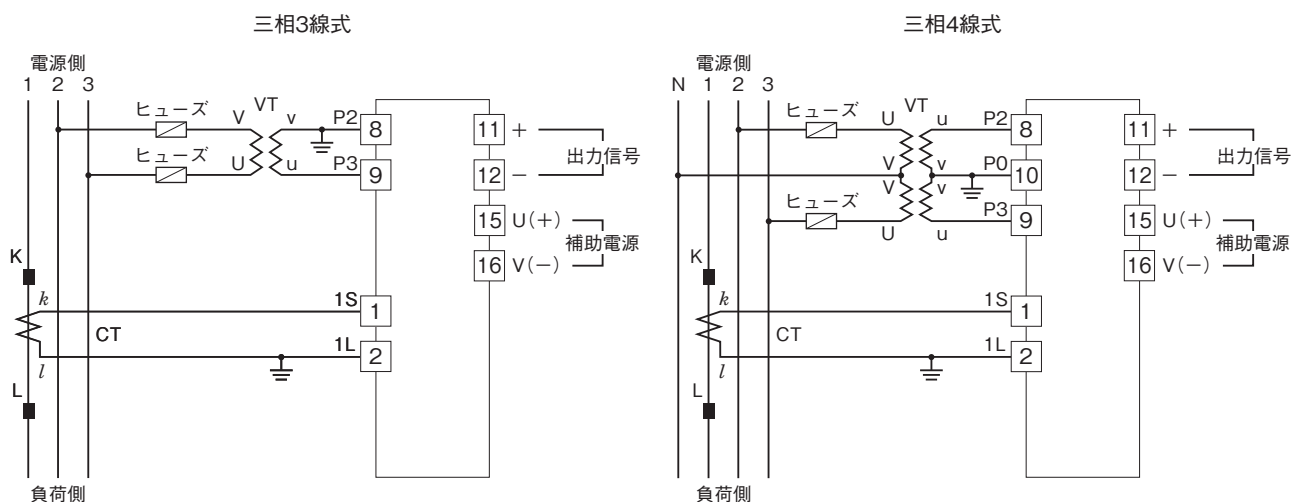 三相3線式
電源側
1 2 3
ヒューズ
V VT v P2 8
ヒューズ
U u P3 9
11 +
出力信号
12 −
15 U(+)
補助電源
16 V(−)
K
k 1S 1
CT
1L 2
l
L
負荷側
三相4線式
電源側
N 1 2 3
ヒューズ
U VT u P2 8
V v P0 10
V v
ヒューズ
U u P3 9
11 +
出力信号
12 −
15 U(+)
補助電源
16 V(−)
K
k 1S 1
CT
1L 2
l
L
負荷側